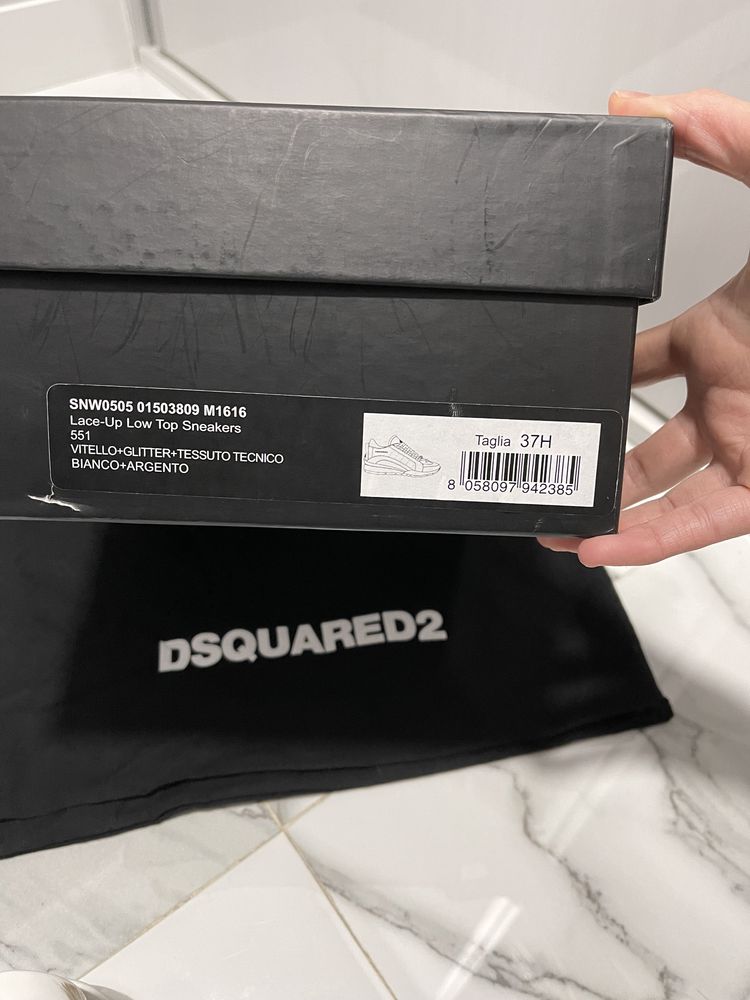 SNW0505 01503809 M1616
Lace-Up Low Top Sneakers
551
VITELLO+GLITTER+TESSUTO TECNICO
BIANCO+ARGENTO
Taglia 37H
8 058097 942385
DSQUARED2